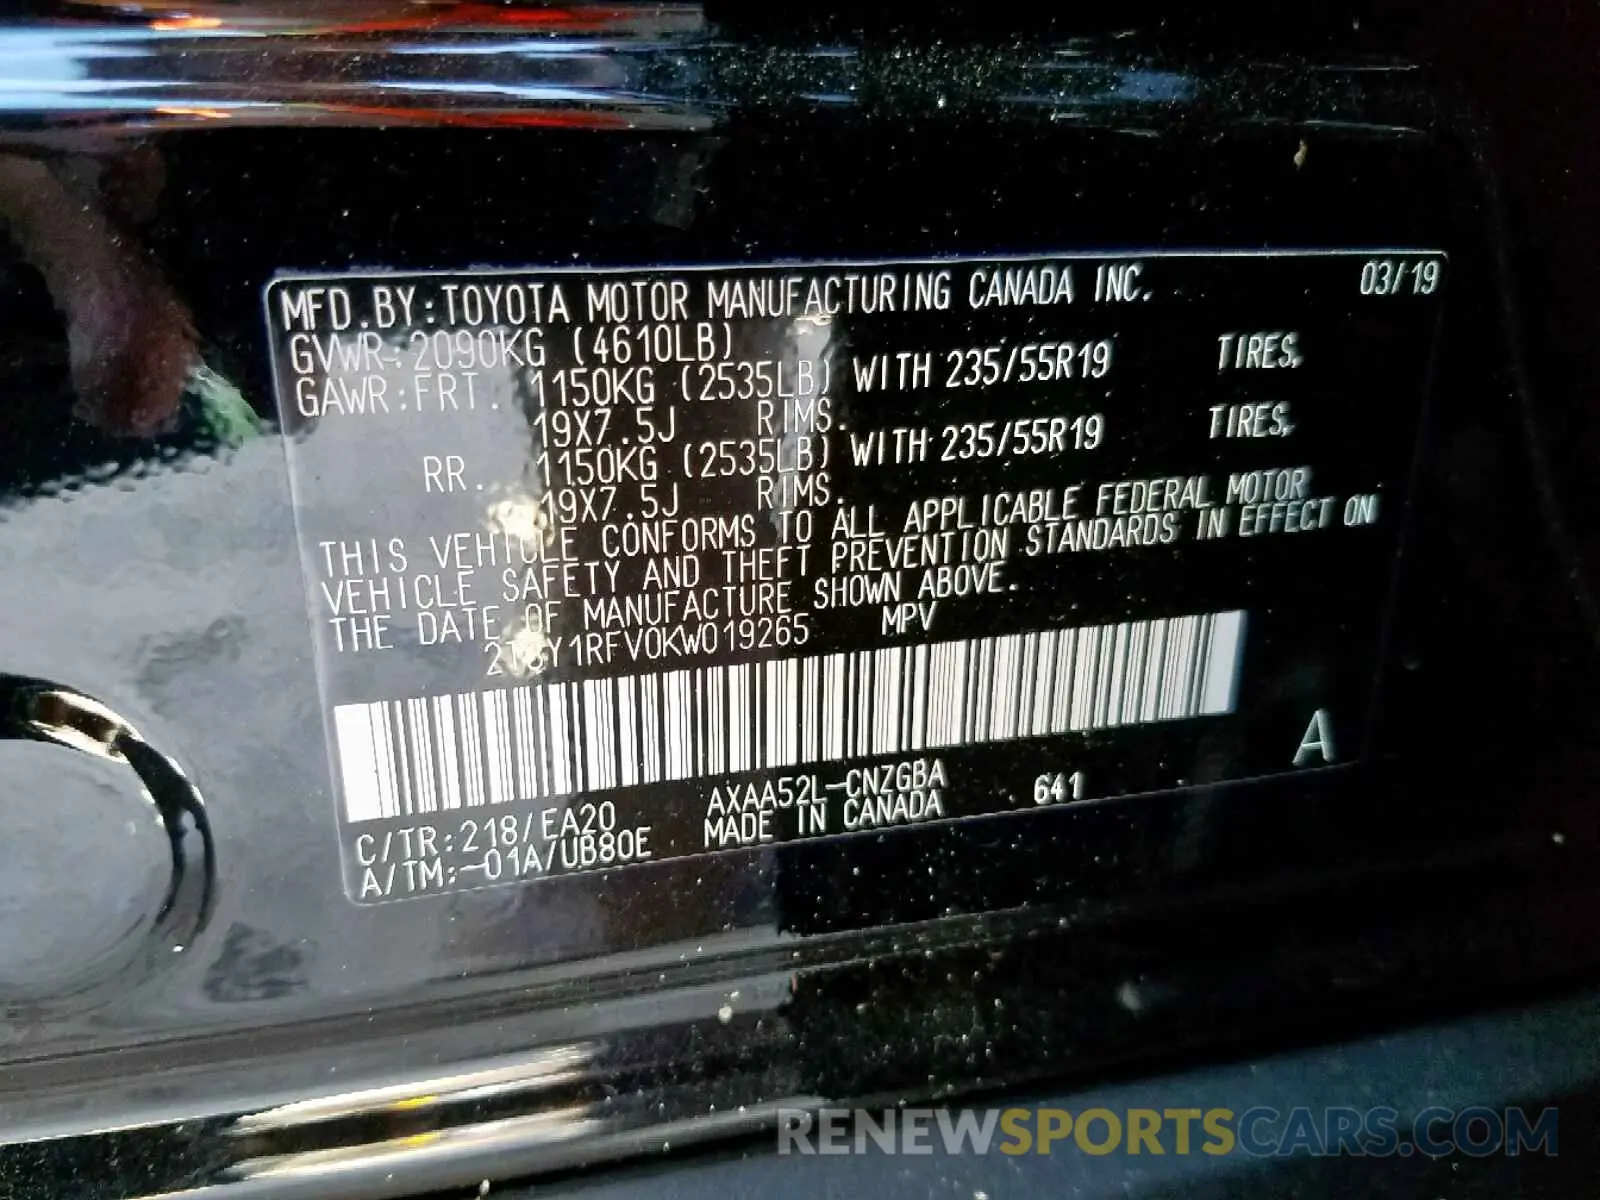 MFD.BY:TOYOTA MOTOR MANUFACTURING CANADA INC. 03/19
GVWR:2090KG (4610LB)
GAWR:FRT. 1150KG (2535LB) WITH 235/55R19 TIRES,
19X7.5J RIMS.
RR. 1150KG (2535LB) WITH 235/55R19 TIRES,
19X7.5J RIMS.
THIS VEHICLE CONFORMS TO ALL APPLICABLE FEDERAL MOTOR
VEHICLE SAFETY AND THEFT PREVENTION STANDARDS IN EFFECT ON
THE DATE OF MANUFACTURE SHOWN ABOVE.
MPV
C/TR:218/EA20 AXAA52L-CNZGBA 641 A
A/TM:-01A/UB80E MADE IN CANADA
RENEWSPORTSCARS.COM